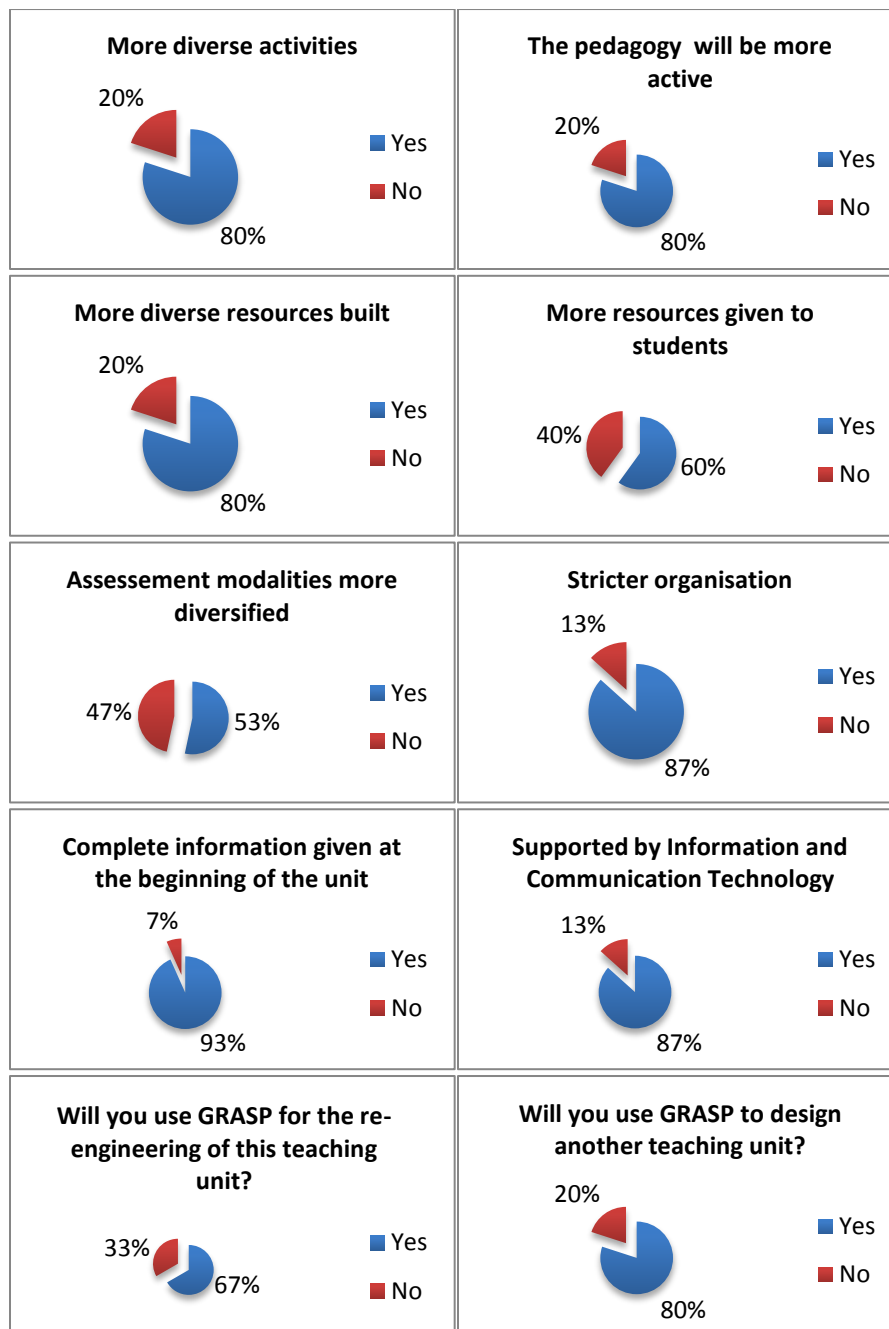 More diverse activities
20%
80%
Yes
No
The pedagogy will be more
active
20%
80%
Yes
No
More diverse resources built
20%
80%
Yes
No
More resources given to
students
40%
60%
Yes
No
Assessement modalities more
diversified
47%
53%
Yes
No
Stricter organisation
13%
87%
Yes
No
Complete information given at
the beginning of the unit
7%
93%
Yes
No
Supported by Information and
Communication Technology
13%
87%
Yes
No
Will you use GRASP for the re-
engineering of this teaching
unit?
33%
67%
Yes
No
Will you use GRASP to design
another teaching unit?
20%
80%
Yes
No